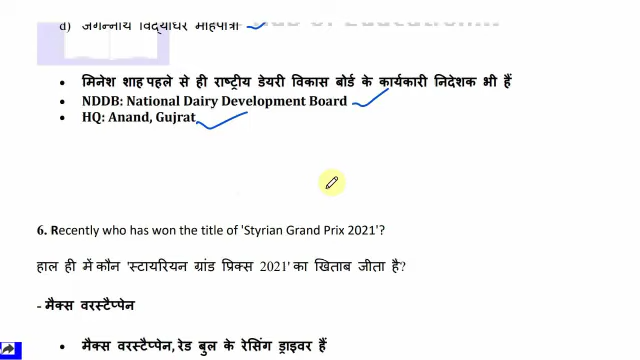 d) जगन्नाथ विद्याधर माहपात्रा
मिनेश शाह पहले से ही राष्ट्रीय डेयरी विकास बोर्ड के कार्यकारी निदेशक भी हैं
NDDB: National Dairy Development Board
HQ: Anand, Gujrat
6. Recently who has won the title of 'Styrian Grand Prix 2021'?
हाल ही में कौन 'स्टायरियन ग्रांड प्रिक्स 2021' का खिताब जीता है?
- मैक्स वरस्टैप्पेन
मैक्स वरस्टैप्पेन, रेड बुल के रेसिंग ड्राइवर हैं